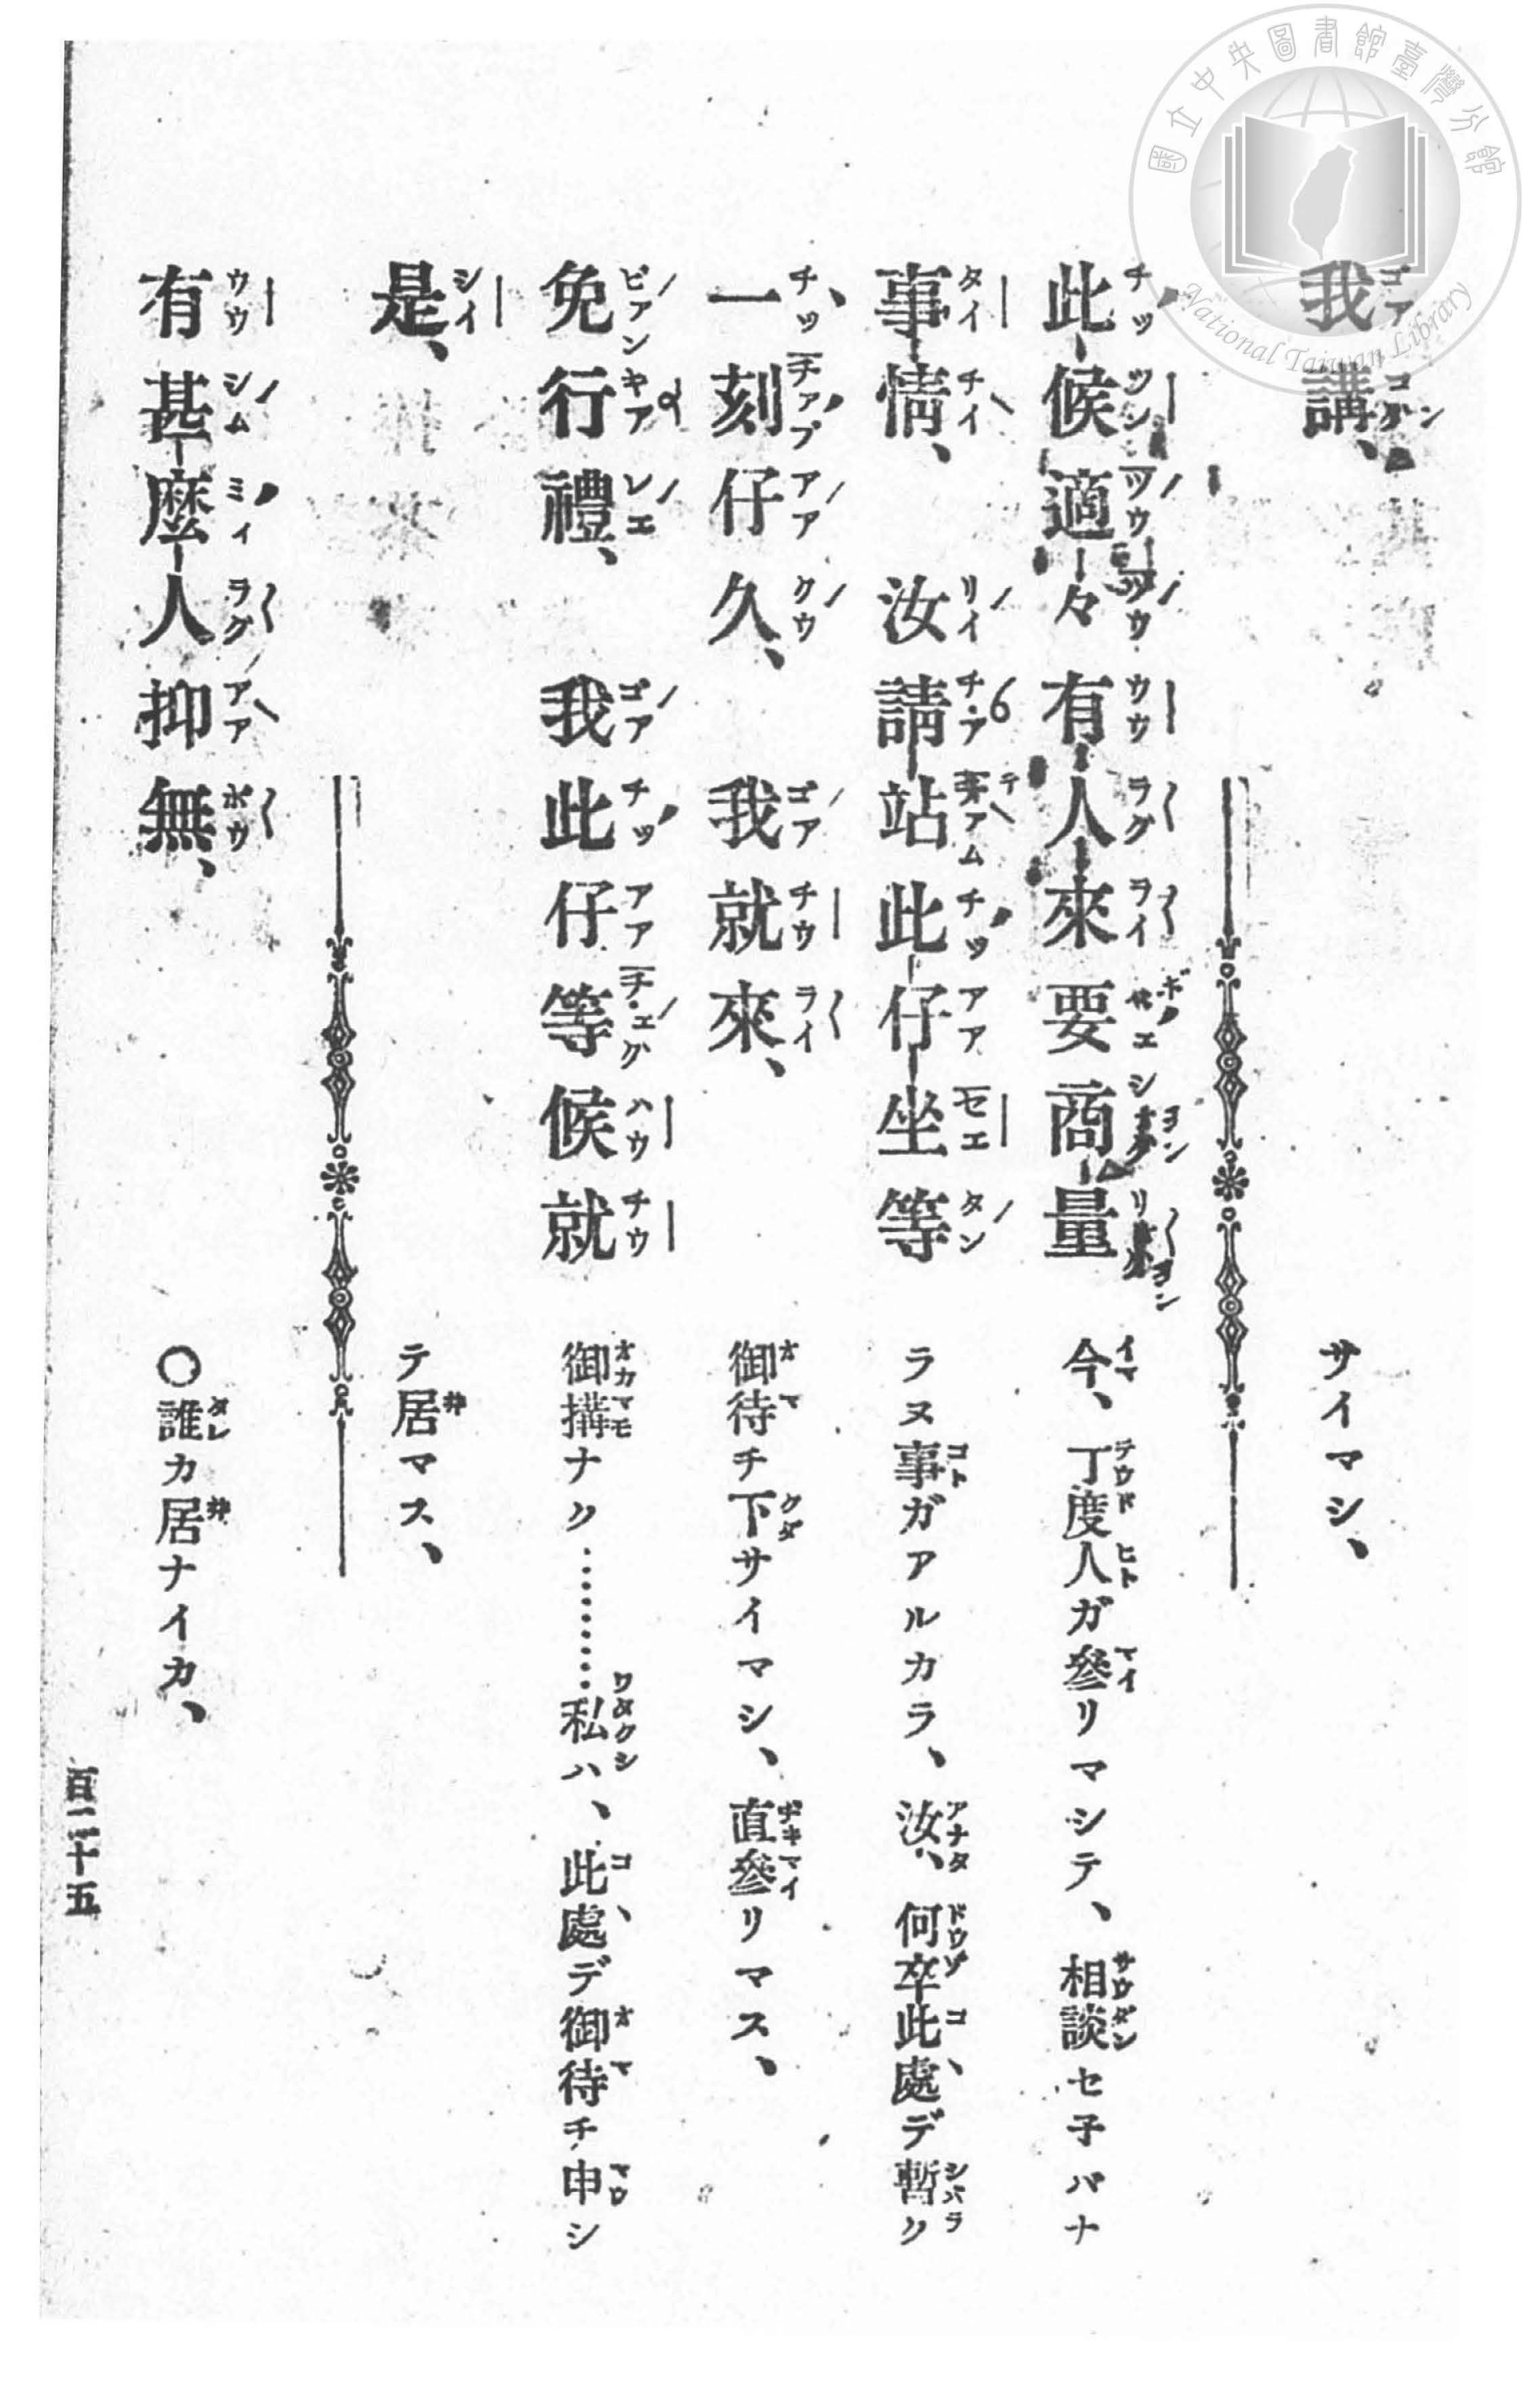 國立中央圖書館臺灣分館
National Taiwan Library
我講、
サイマシ、
此候適々有人來要商量
今、丁度人ガ參リマシテ、相談セ子バナ
事情、汝請站此仔坐等
ラヌ事ガアルカラ、汝、何卒此處デ暫ク
一刻仔久、我就來、
御待チ下サイマシ、直參リマス、
免行禮、我此仔等候就
御搆ナク………私ハ、此處デ御待チ申シ
是、
テ居マス、
有甚麼人抑無、
〇誰カ居ナイカ、
百二十五